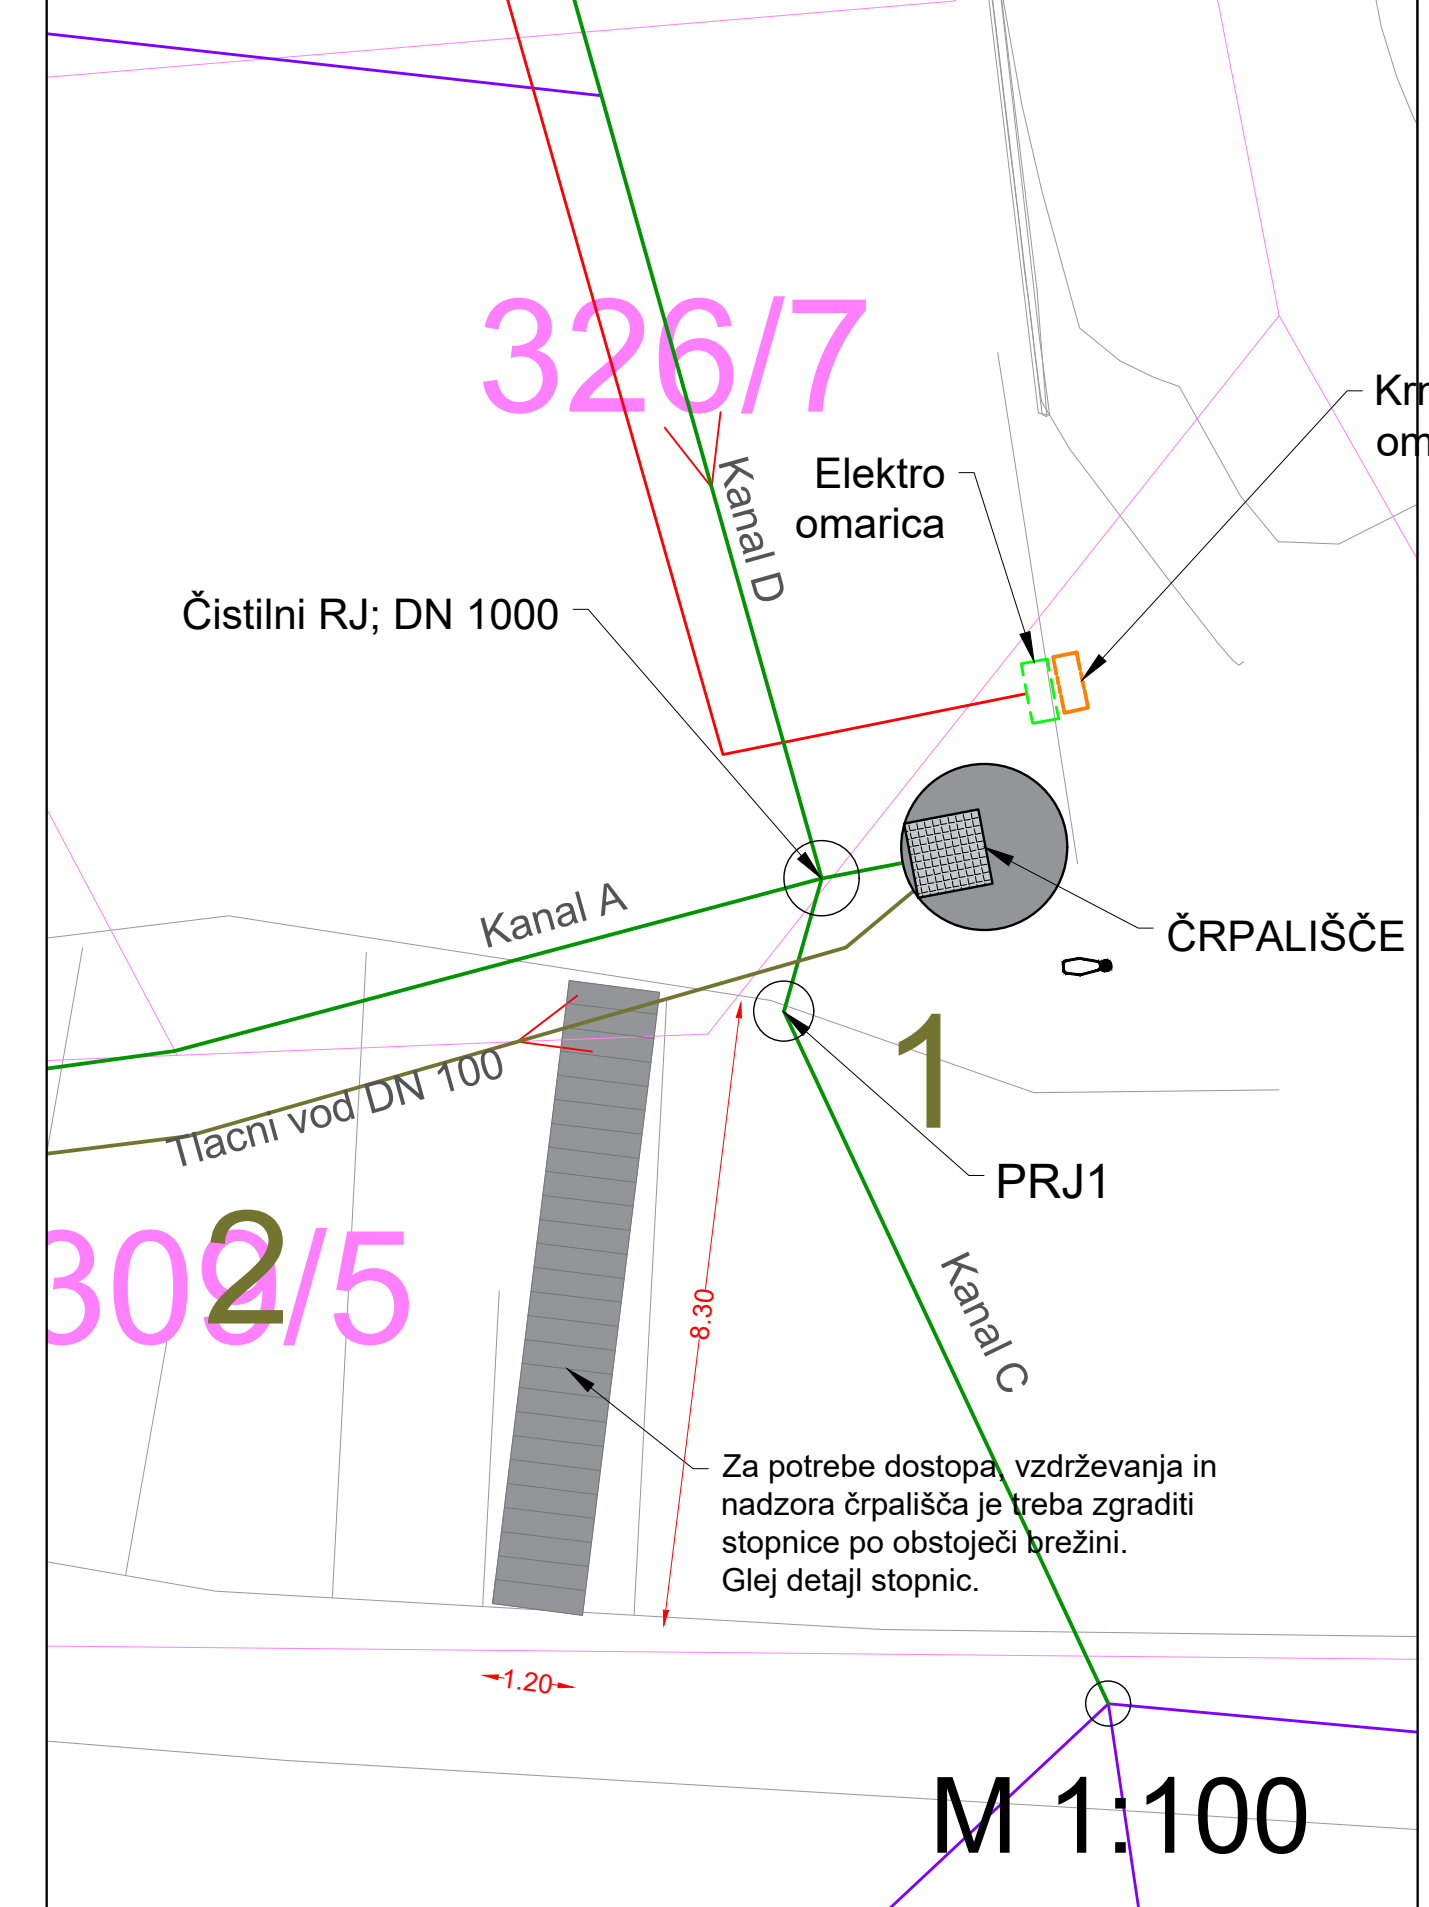 326/7
Kanal D
Elektro
omarica
Čistilni RJ; DN 1000
Kanal A
ČRPALIŠČE
1
Tlacni vod DN 100
PRJ1
2
309/5
8.30
Kanal C
Za potrebe dostopa, vzdrževanja in
nadzora črpališča je treba zgraditi
stopnice po obstoječi brežini.
Glej detajl stopnic.
1.20
M 1:100